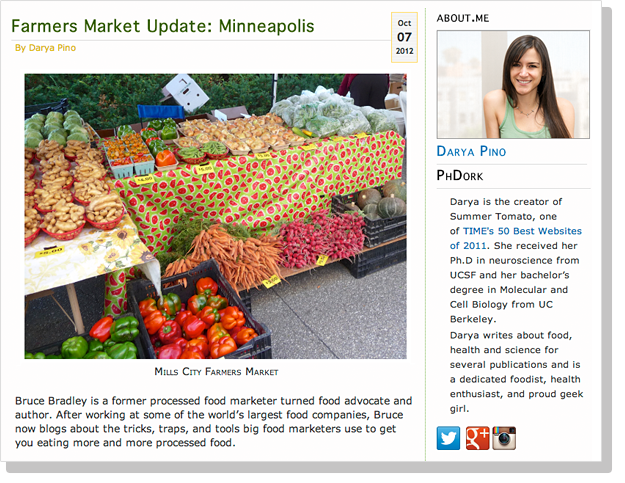 Farmers Market Update: Minneapolis
By Darya Pino
Oct
07
2012
Mills City Farmers Market
Bruce Bradley is a former processed food marketer turned food advocate and
author. After working at some of the world's largest food companies, Bruce
now blogs about the tricks, traps, and tools big food marketers use to get
you eating more and more processed food.
ABOUT.ME
Darya Pino
PhDork
Darya is the creator of
Summer Tomato, one
of TIME's 50 Best Websites
of 2011. She received her
Ph.D in neuroscience from
UCSF and her bachelor's
degree in Molecular and
Cell Biology from UC
Berkeley.
Darya writes about food,
health and science for
several publications and is
a dedicated foodist, health
enthusiast, and proud geek
girl.
g+